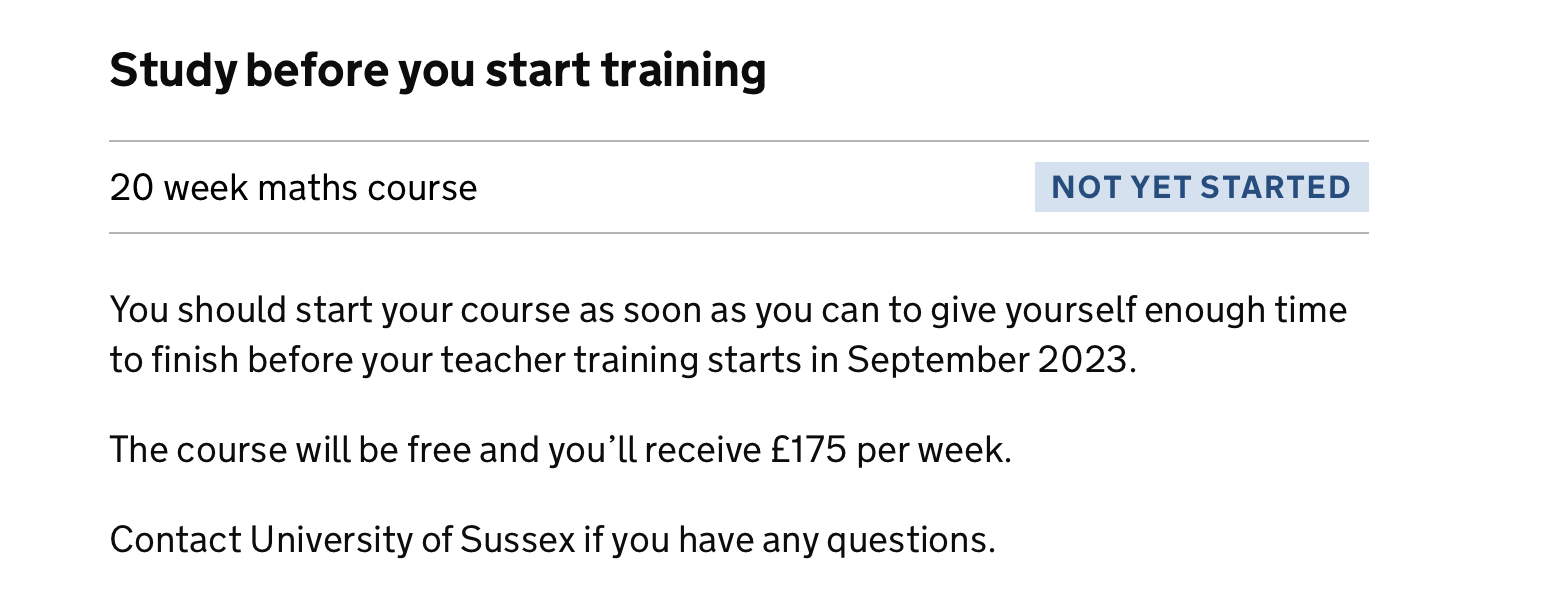 Study before you start training
20 week maths course NOT YET STARTED
You should start your course as soon as you can to give yourself enough time
to finish before your teacher training starts in September 2023.
The course will be free and you’ll receive £175 per week.
Contact University of Sussex if you have any questions.